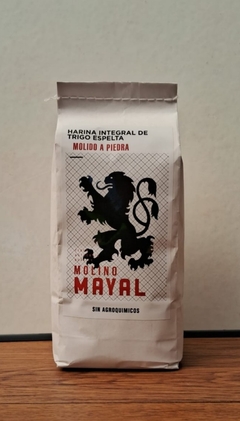 HARINA INTEGRAL DE
TRIGO ESPELTA
MOLIDO A PIEDRA
MOLINO
MAYAL
SIN AGROQUIMICOS